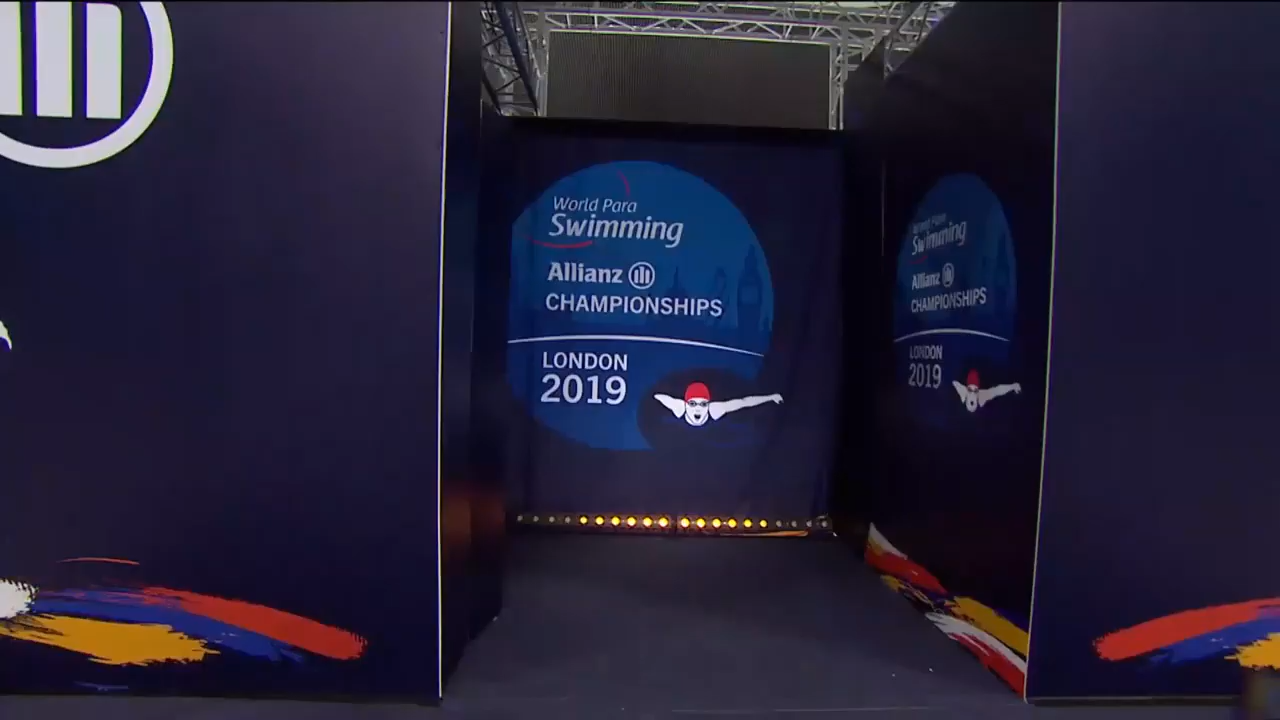 World Para
Swimming
Allianz
CHAMPIONSHIPS
LONDON
2019
World Para
Swimming
Allianz
CHAMPIONSHIPS
LONDON
2019